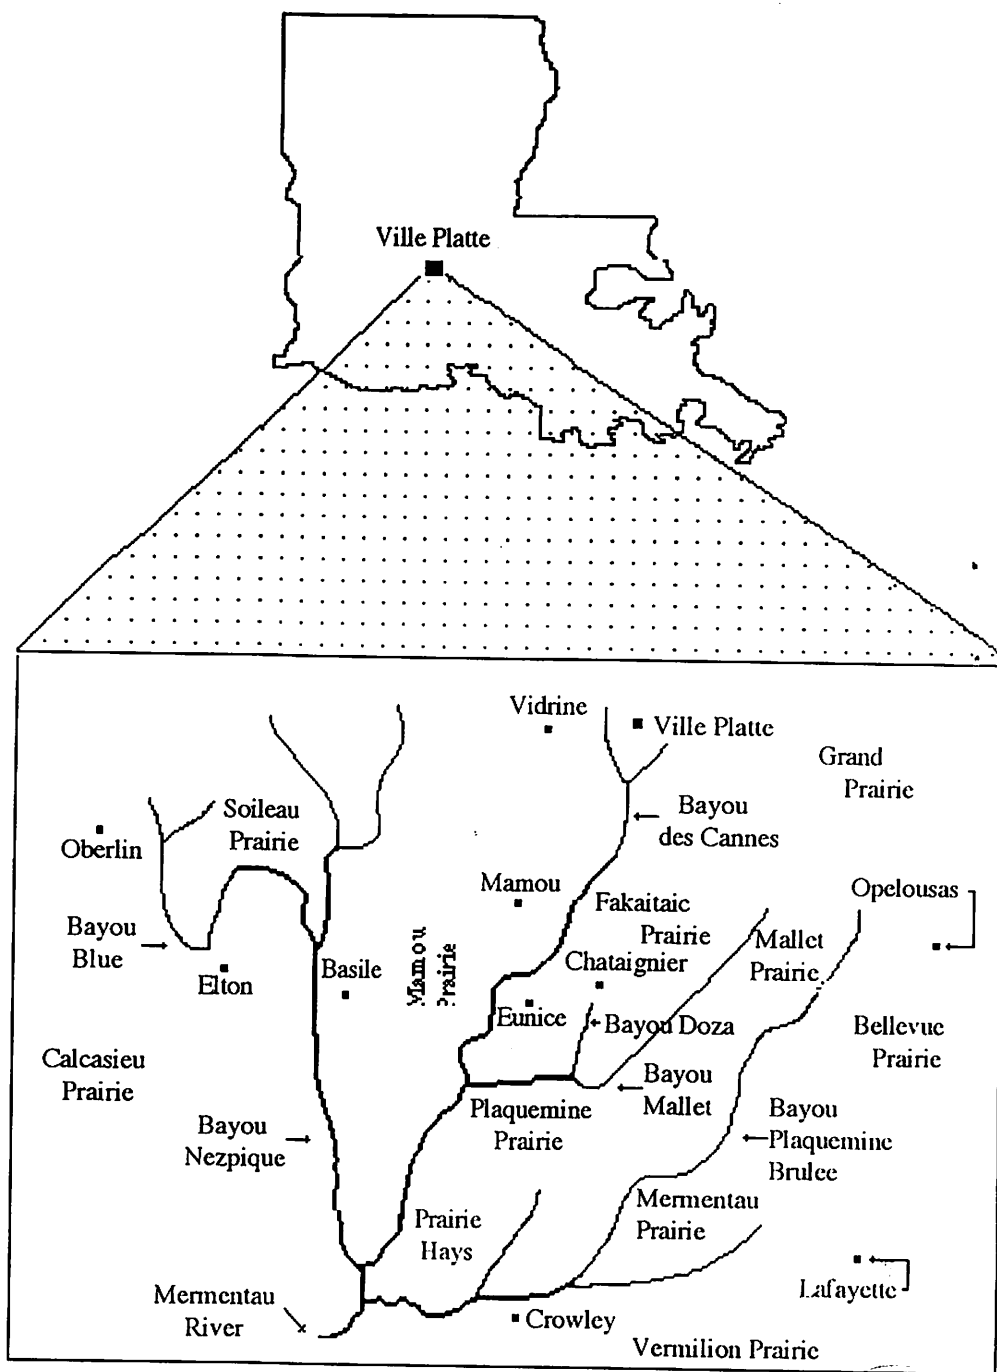 Ville Platte
Vidrine
Ville Platte
Grand
Prairie
Soileau
Prairie
Bayou
des Cannes
Oberlin
Mamou
Opelousas
Fakaitaic
Prairie
Bayou
Blue
Mamou
Prairie
Mallet
Prairie
Elton
Basile
Chataignier
Eunice
Bayou Doza
Bellevue
Prairie
Calcasieu
Prairie
Bayou
Mallet
Plaquemine
Prairie
Bayou
Nezpique
Bayou
Plaquemine
Brulee
Mermentau
Prairie
Prairie
Hays
Mermentau
River
Lafayette
Crowley
Vermilion Prairie